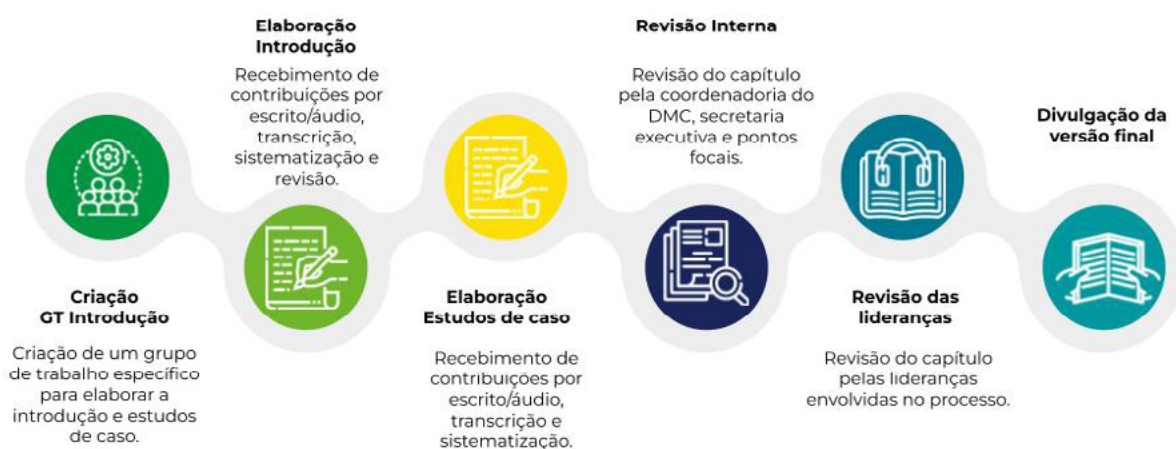 Criação
GT Introdução
Criação de um grupo
de trabalho específico
para elaborar a
introdução e estudos
de caso.
Elaboração
Introdução
Recebimento de
contribuições por
escrito/áudio,
transcrição,
sistematização e
revisão.
Elaboração
Estudos de caso
Recebimento de
contribuições por
escrito/áudio,
transcrição e
sistematização.
Revisão Interna
Revisão do capítulo
pela coordenadoria do
DMC, secretaria
executiva e pontos
focais.
Revisão das
lideranças
Revisão do capítulo
pelas lideranças
envolvidas no processo.
Divulgação da
versão final